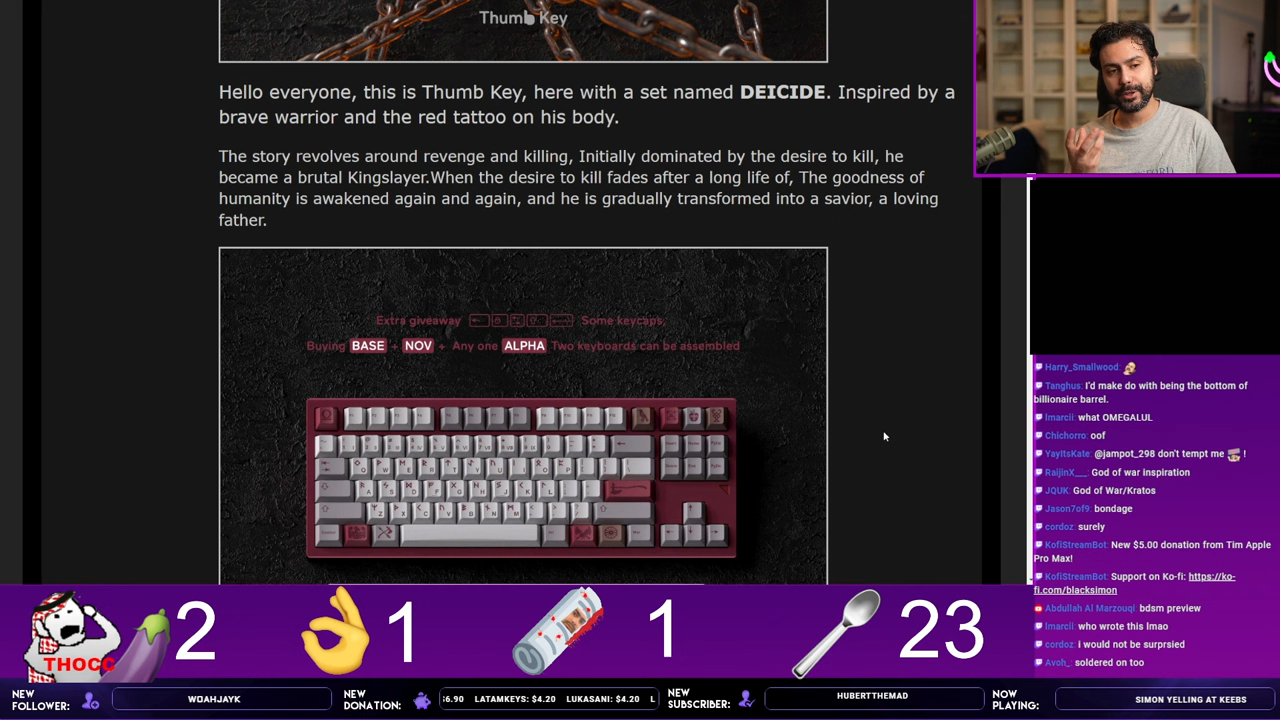 Thumb Key
Hello everyone, this is Thumb Key, here with a set named DEICIDE. Inspired by a
brave warrior and the red tattoo on his body.
The story revolves around revenge and killing, Initially dominated by the desire to kill, he
became a brutal Kingslayer.When the desire to kill fades after a long life of, The goodness of
humanity is awakened again and again, and he is gradually transformed into a savior, a loving
father.
Extra giveaway Some keycaps,
Buying BASE + NOV + Any one ALPHA Two keyboards can be assembled
Harry_Smallwood:
Tanghus: I'd make do with being the bottom of
billionaire barrel.
lmarcii: what OMEGALUL
Chichorro: oof
YayItsKate: @jampot_298 don't tempt me !
RaijinX___: God of war inspiration
JQUK: God of War/Kratos
Jason7of9: bondage
cordoz: surely
KofiStreamBot: New $5.00 donation from Tim Apple
Pro Max!
KofiStreamBot: Support on Ko-fi: https://ko-
fi.com/blacksimon
Abdullah Al Marzouqi: bdsm preview
lmarcii: who wrote this lmao
cordoz: i would not be surprsied
Avoh_: soldered on too
THOCC
2
1
1
23
NEW
FOLLOWER:
WOAHJAYK
NEW
DONATION:
6.90 LATAMKEYS: $4.20 LUKASANI: $4.20 L
NEW
SUBSCRIBER:
HUBERTTHEMAD
NOW
PLAYING:
SIMON YELLING AT KEEBS